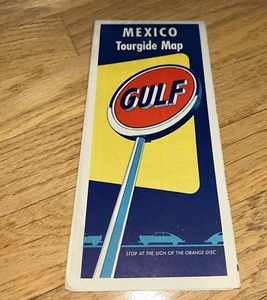 MEXICO
Tourgide Map
GULF
STOP AT THE SIGN OF THE ORANGE DISC